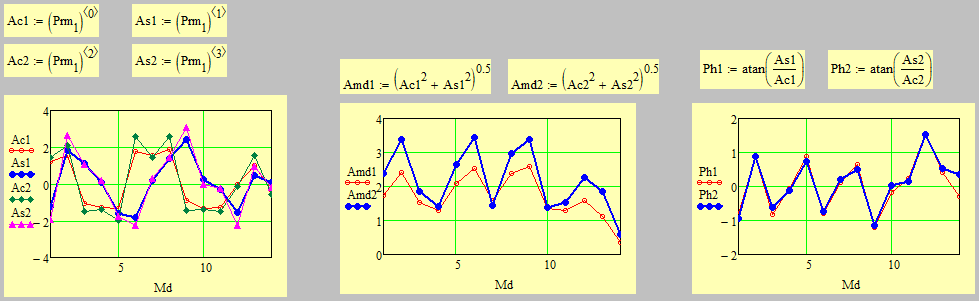 Ac1 := (Prm₁)^⟨0⟩ As1 := (Prm₁)^⟨1⟩
Ac2 := (Prm₁)^⟨2⟩ As2 := (Prm₁)^⟨3⟩
Amd1 := (Ac1² + As1²)^0.5 Amd2 := (Ac2² + As2²)^0.5
Ph1 := atan(As1/Ac1) Ph2 := atan(As2/Ac2)
4
2
0
−2
−4
Ac1
As1
Ac2
As2
5 10
Md
4
3
2
1
0
Amd1
Amd2
5 10
Md
2
1
0
−1
−2
Ph1
Ph2
5 10
Md